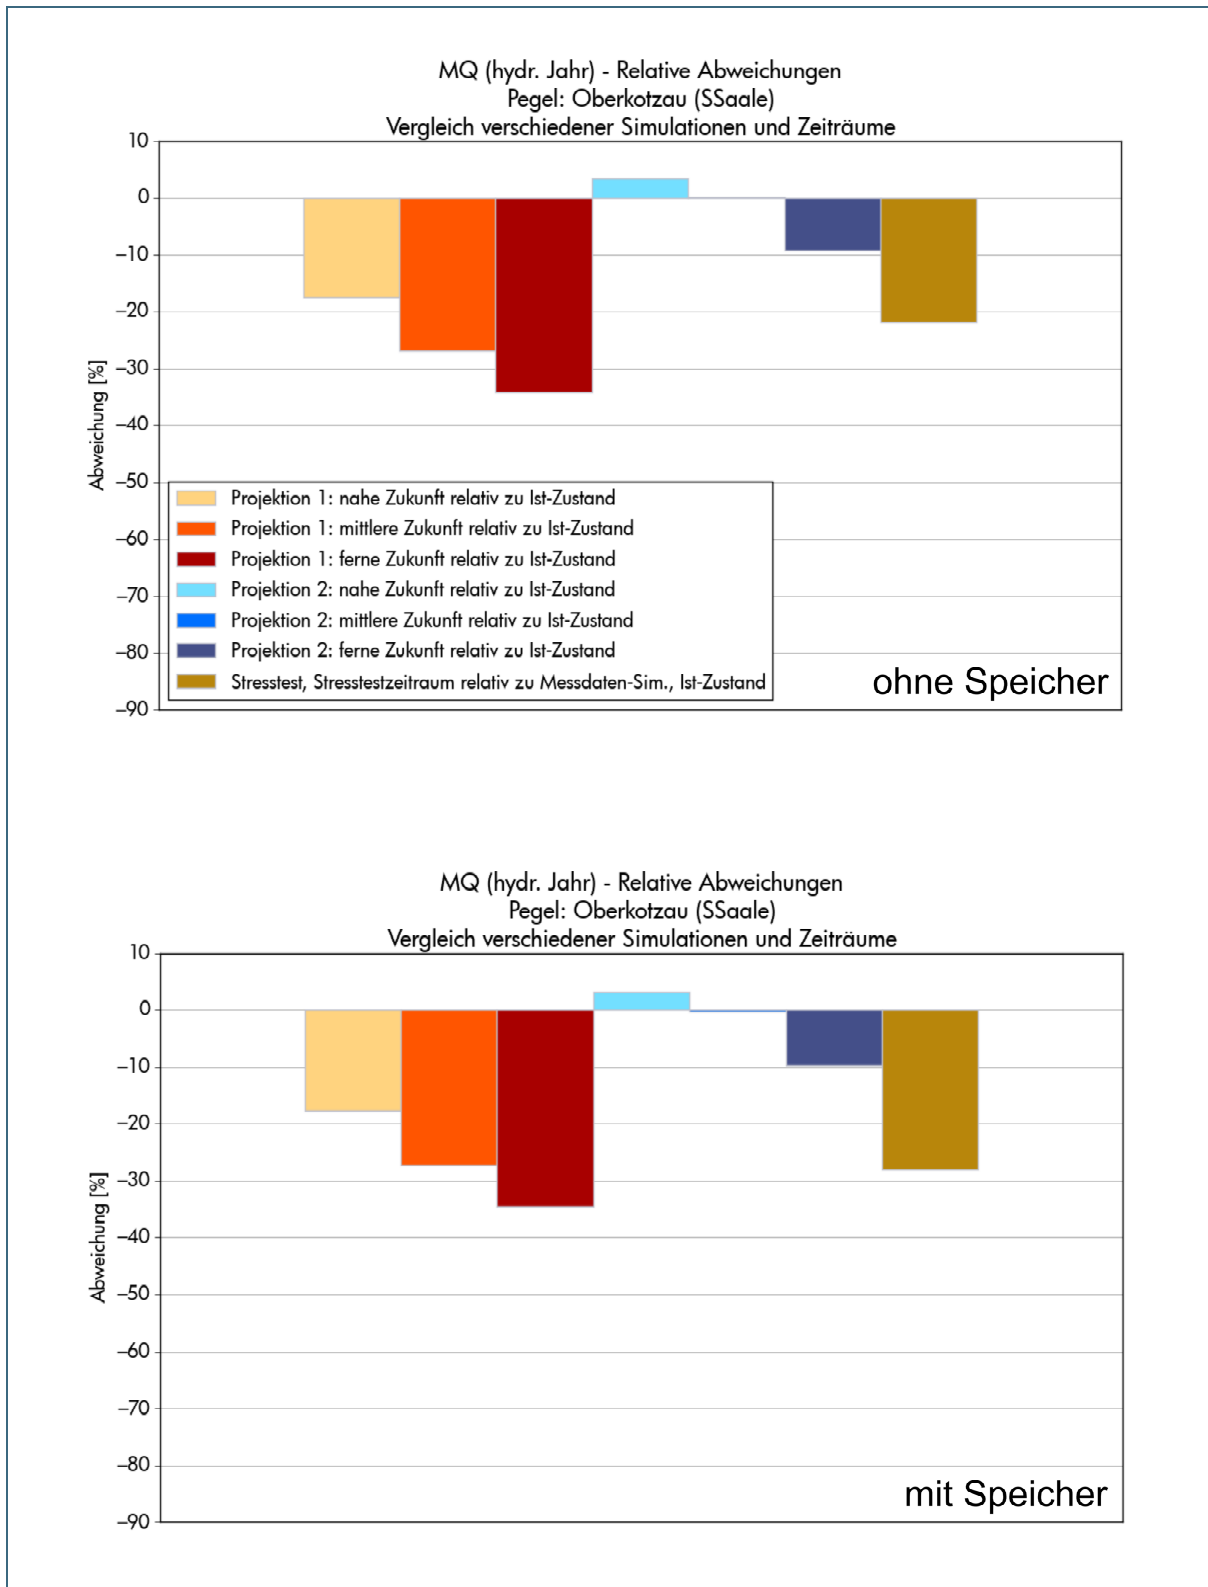 MQ (hydr. Jahr) - Relative Abweichungen
Pegel: Oberkotzau (SSaale)
Vergleich verschiedener Simulationen und Zeiträume
10
0
−10
−20
−30
−40
−50
−60
−70
−80
−90
Abweichung [%]
Projektion 1: nahe Zukunft relativ zu Ist-Zustand
Projektion 1: mittlere Zukunft relativ zu Ist-Zustand
Projektion 1: ferne Zukunft relativ zu Ist-Zustand
Projektion 2: nahe Zukunft relativ zu Ist-Zustand
Projektion 2: mittlere Zukunft relativ zu Ist-Zustand
Projektion 2: ferne Zukunft relativ zu Ist-Zustand
Stresstest, Stresstestzeitraum relativ zu Messdaten-Sim., Ist-Zustand
ohne Speicher
MQ (hydr. Jahr) - Relative Abweichungen
Pegel: Oberkotzau (SSaale)
Vergleich verschiedener Simulationen und Zeiträume
10
0
−10
−20
−30
−40
−50
−60
−70
−80
−90
Abweichung [%]
mit Speicher